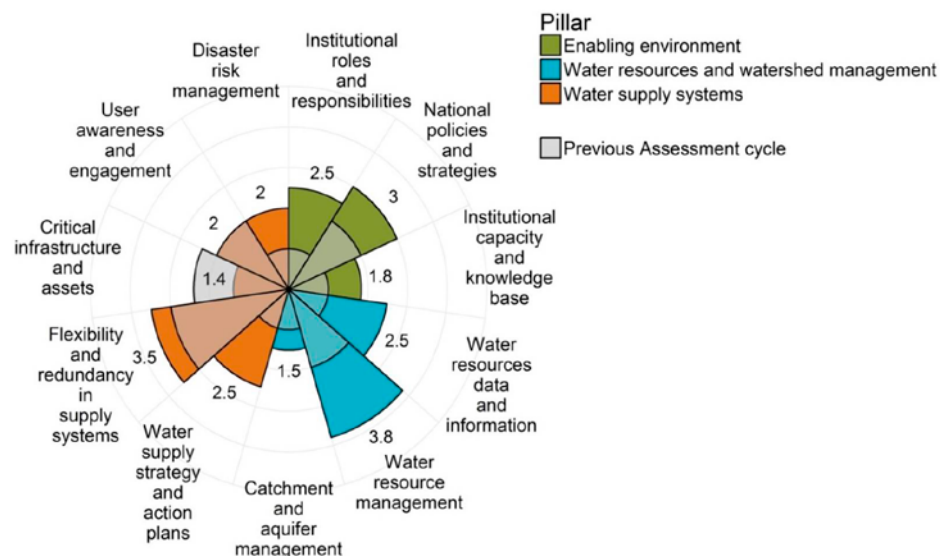 Pillar
Enabling environment
Water resources and watershed management
Water supply systems
Previous Assessment cycle
Institutional
roles
and
responsibilities
National
policies
and
strategies
Institutional
capacity
and
knowledge
base
Water
resources
data
and
information
Water
resource
management
Catchment
and
aquifer
management
Water
supply
strategy
and
action
plans
Flexibility
and
redundancy
in
supply
systems
Critical
infrastructure
and
assets
User
awareness
and
engagement
Disaster
risk
management
2.5
3
1.8
2.5
3.8
1.5
2.5
3.5
1.4
2
2